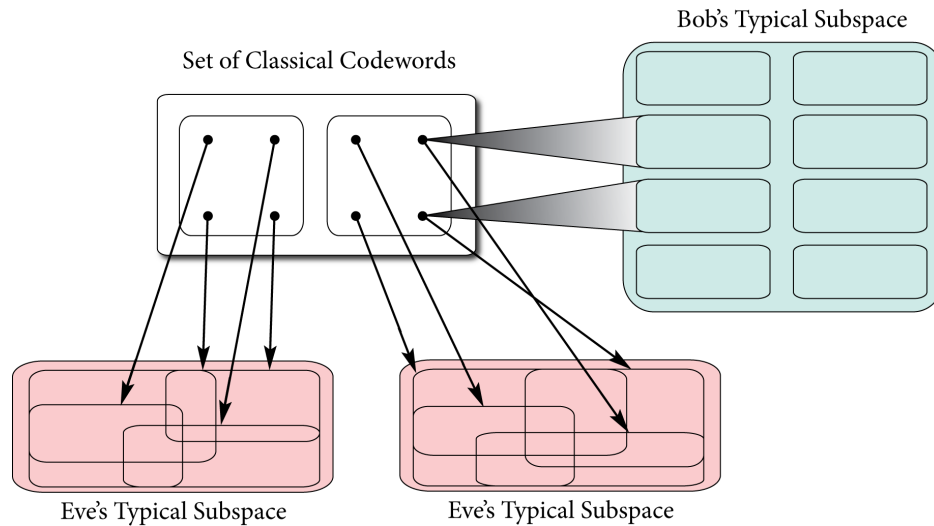 Bob's Typical Subspace
Set of Classical Codewords
Eve's Typical Subspace
Eve's Typical Subspace